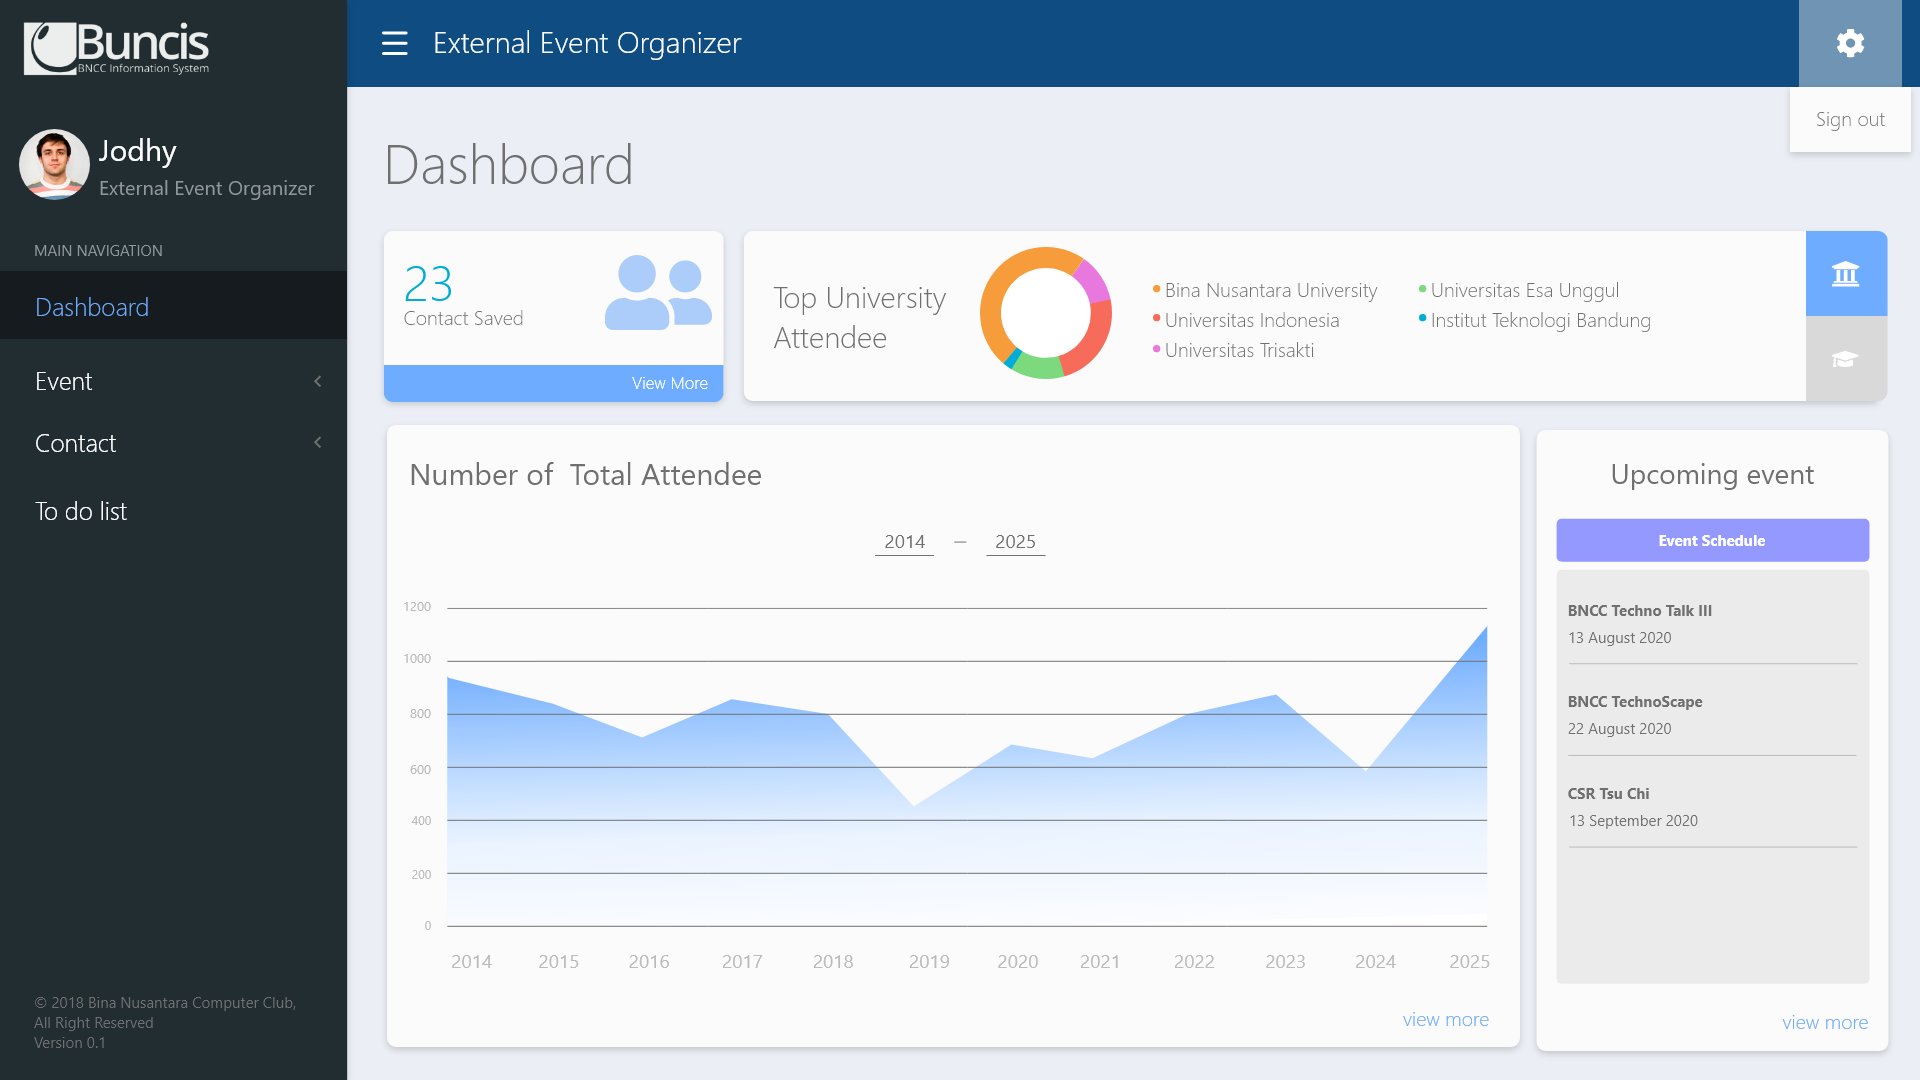 Buncis
BNCC Information System
Jodhy
External Event Organizer
MAIN NAVIGATION
Dashboard
Event
Contact
To do list
© 2018 Bina Nusantara Computer Club,
All Right Reserved
Version 0.1
External Event Organizer
Sign out
Dashboard
23
Contact Saved
View More
Top University
Attendee
Bina Nusantara University
Universitas Indonesia
Universitas Trisakti
Universitas Esa Unggul
Institut Teknologi Bandung
Number of  Total Attendee
2014 – 2025
1200
1000
800
600
400
200
0
2014 2015 2016 2017 2018 2019 2020 2021 2022 2023 2024 2025
view more
Upcoming event
Event Schedule
BNCC Techno Talk III
13 August 2020
BNCC TechnoScape
22 August 2020
CSR Tsu Chi
13 September 2020
view more